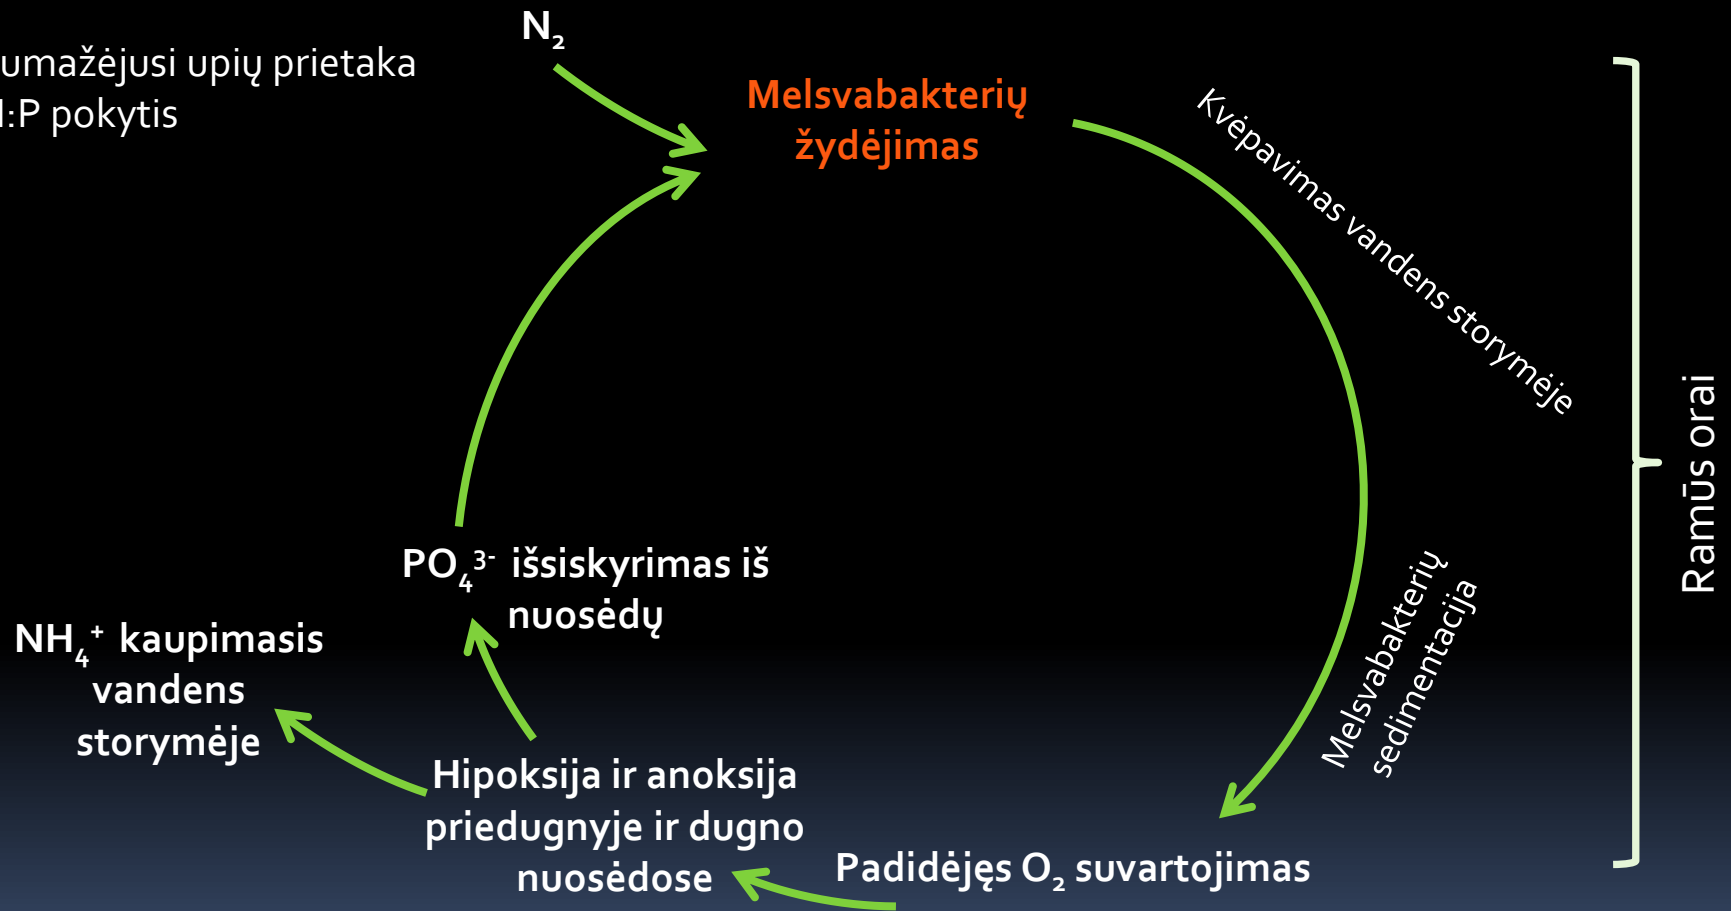 N₂
umažėjusi upių prietaka
:P pokytis
Melsvabakterių
žydėjimas
Kvėpavimas vandens storymėje
Ramūs orai
Melsvabakterių
sedimentacija
PO₄³⁻ išsiskyrimas iš
nuosėdų
NH₄⁺ kaupimasis
vandens
storymėje
Hipoksija ir anoksija
priedugnyje ir dugno
nuosėdose
Padidėjęs O₂ suvartojimas